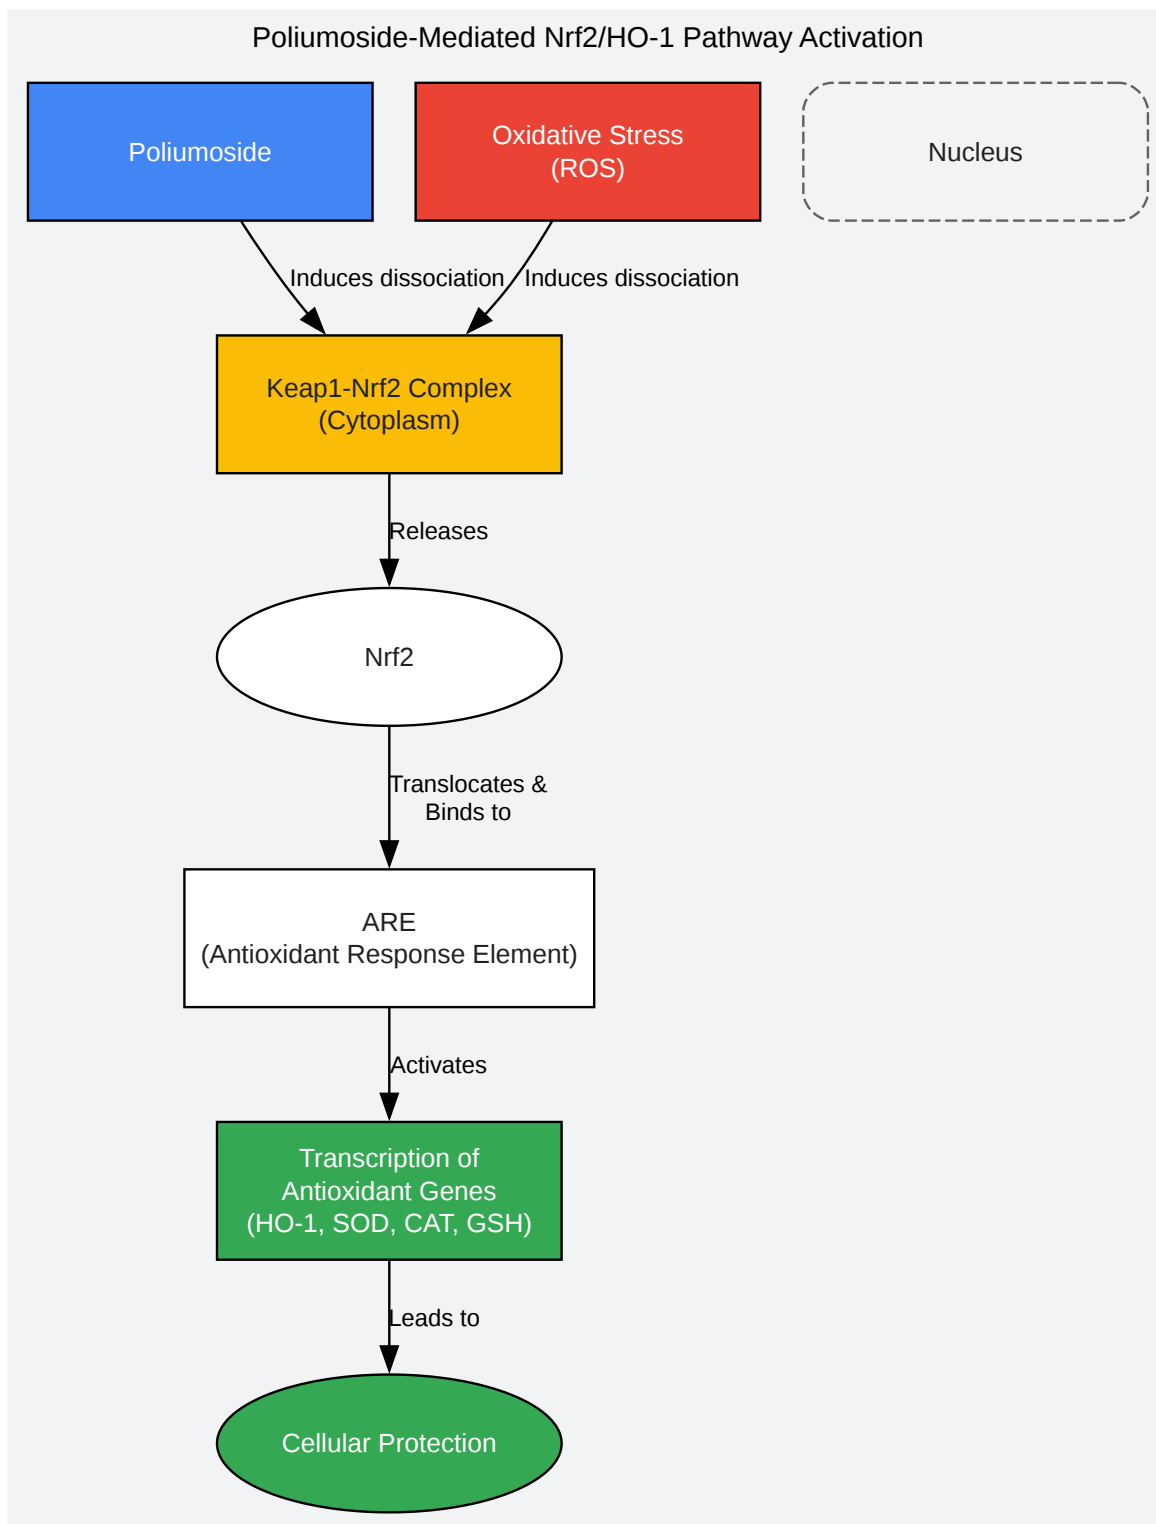 Poliumoside-Mediated Nrf2/HO-1 Pathway Activation
Poliumoside
Oxidative Stress
(ROS)
Nucleus
Induces dissociation
Induces dissociation
Keap1-Nrf2 Complex
(Cytoplasm)
Releases
Nrf2
Translocates &
Binds to
ARE
(Antioxidant Response Element)
Activates
Transcription of
Antioxidant Genes
(HO-1, SOD, CAT, GSH)
Leads to
Cellular Protection